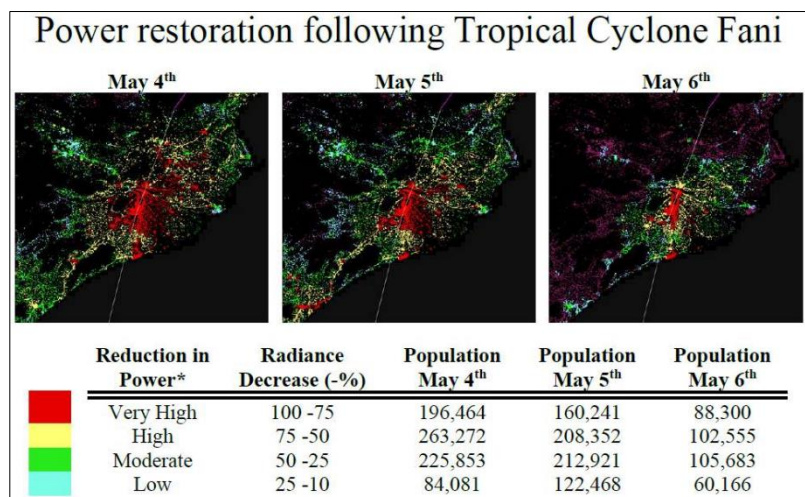 Power restoration following Tropical Cyclone Fani
May 4th May 5th May 6th
Reduction in Power* Radiance Decrease (-%) Population May 4th Population May 5th Population May 6th
Very High 100 -75 196,464 160,241 88,300
High 75 -50 263,272 208,352 102,555
Moderate 50 -25 225,853 212,921 105,683
Low 25 -10 84,081 122,468 60,166